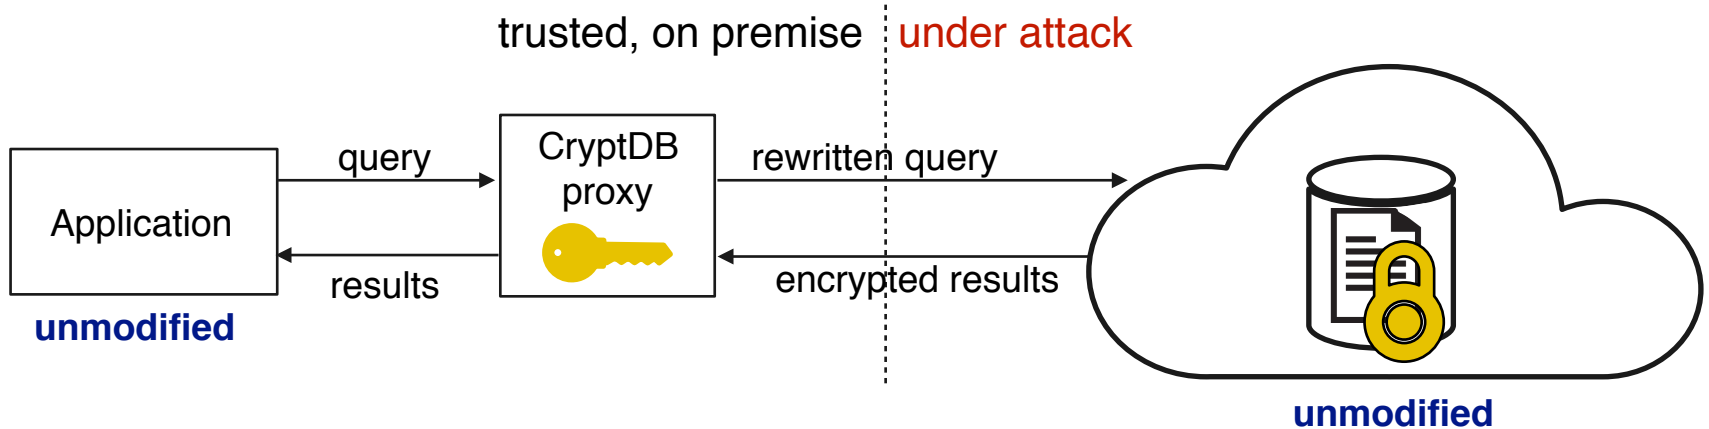 trusted, on premise
under attack
Application
unmodified
query
results
CryptDB
proxy
rewritten query
encrypted results
unmodified